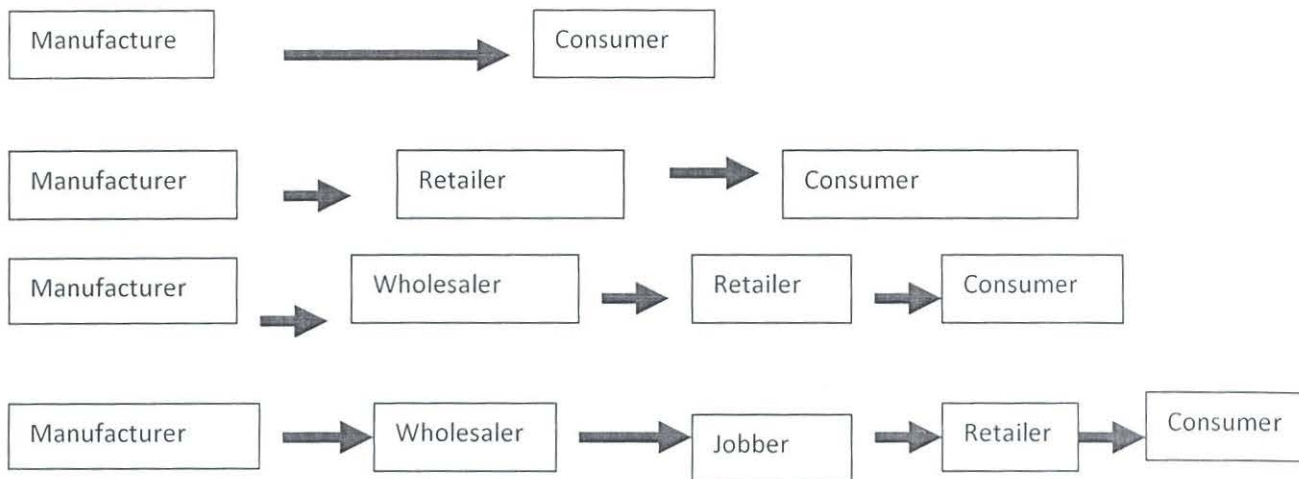 Manufacture Consumer
Manufacturer Retailer Consumer
Manufacturer Wholesaler Retailer Consumer
Manufacturer Wholesaler Jobber Retailer Consumer